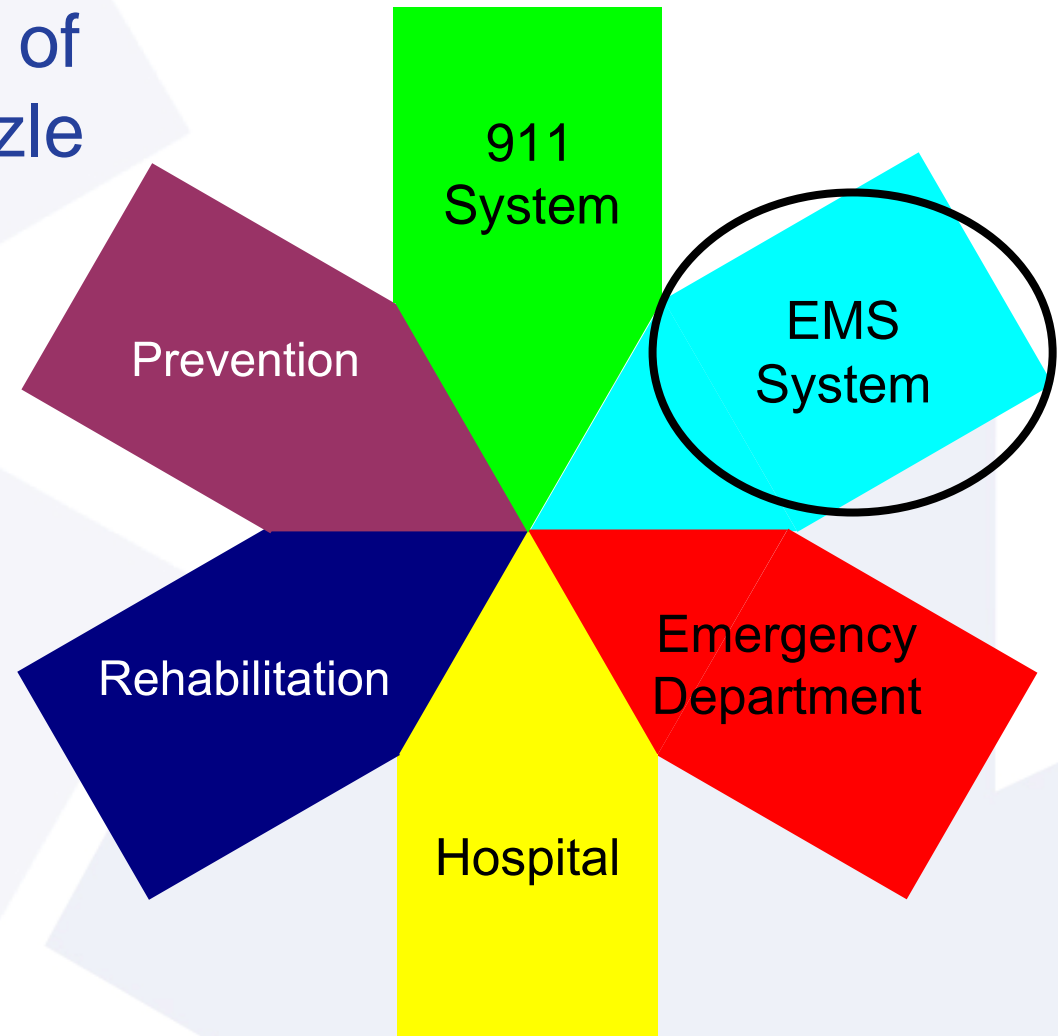 of
zle
911
System
EMS
System
Prevention
Emergency
Department
Rehabilitation
Hospital